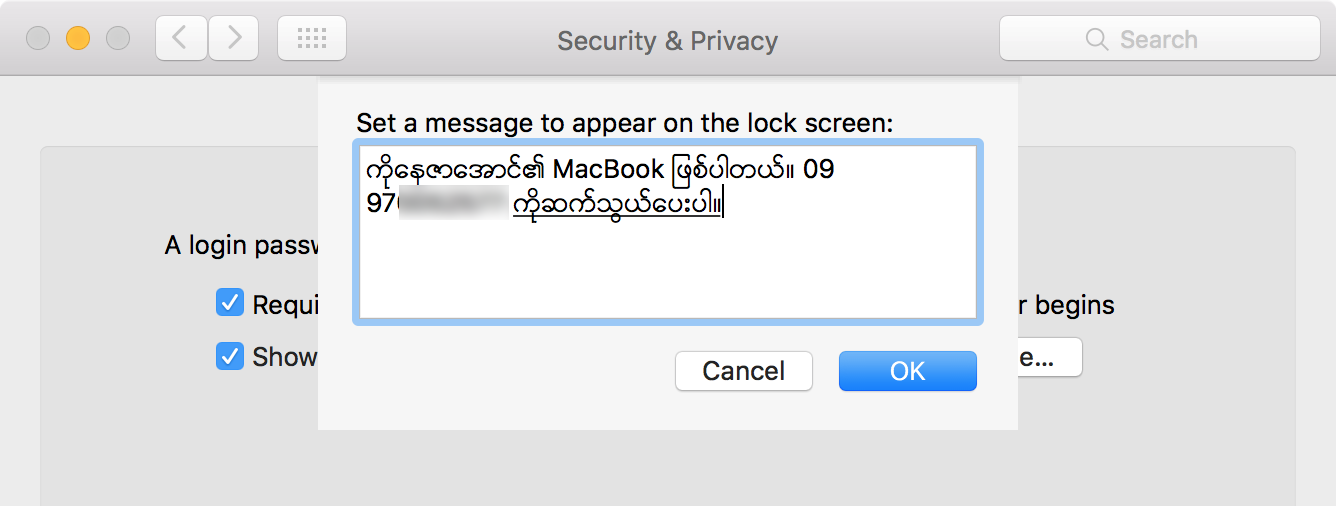 Security & Privacy
Search
Set a message to appear on the lock screen:
ကိုနေဇာအောင်၏ MacBook ဖြစ်ပါတယ်။ 09
97 ကိုဆက်သွယ်ပေးပါ။
A login passw
Requi r begins
Show e...
Cancel OK